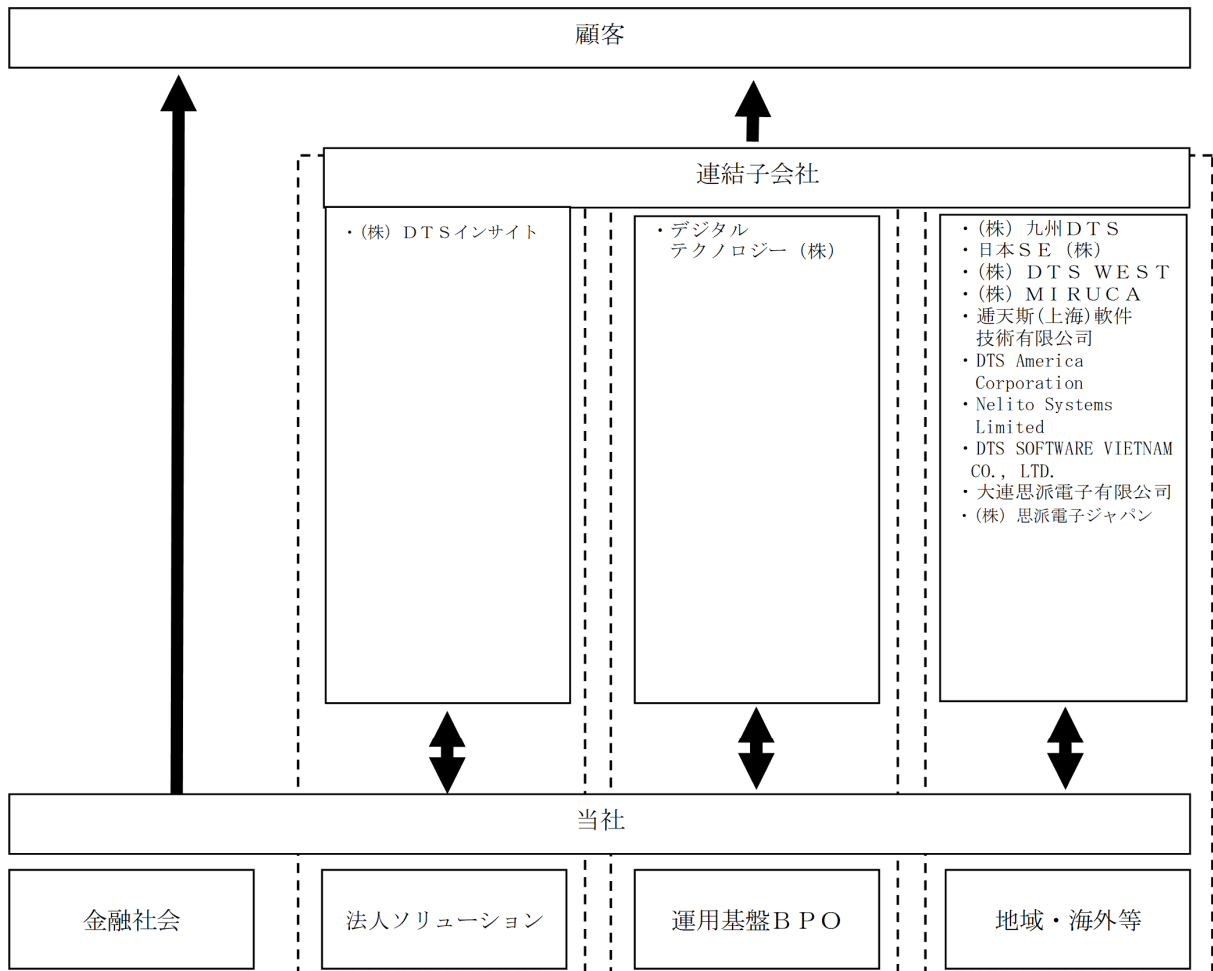 顧客
連結子会社
・(株) ＤＴＳインサイト
・デジタル
テクノロジー (株)
・(株) 九州ＤＴＳ
・日本ＳＥ (株)
・(株) ＤＴＳ ＷＥＳＴ
・(株) ＭＩＲＵＣＡ
・逓天斯(上海)軟件
技術有限公司
・DTS America
Corporation
・Nelito Systems
Limited
・DTS SOFTWARE VIETNAM
CO., LTD.
・大連思派電子有限公司
・(株) 思派電子ジャパン
当社
金融社会
法人ソリューション
運用基盤ＢＰＯ
地域・海外等